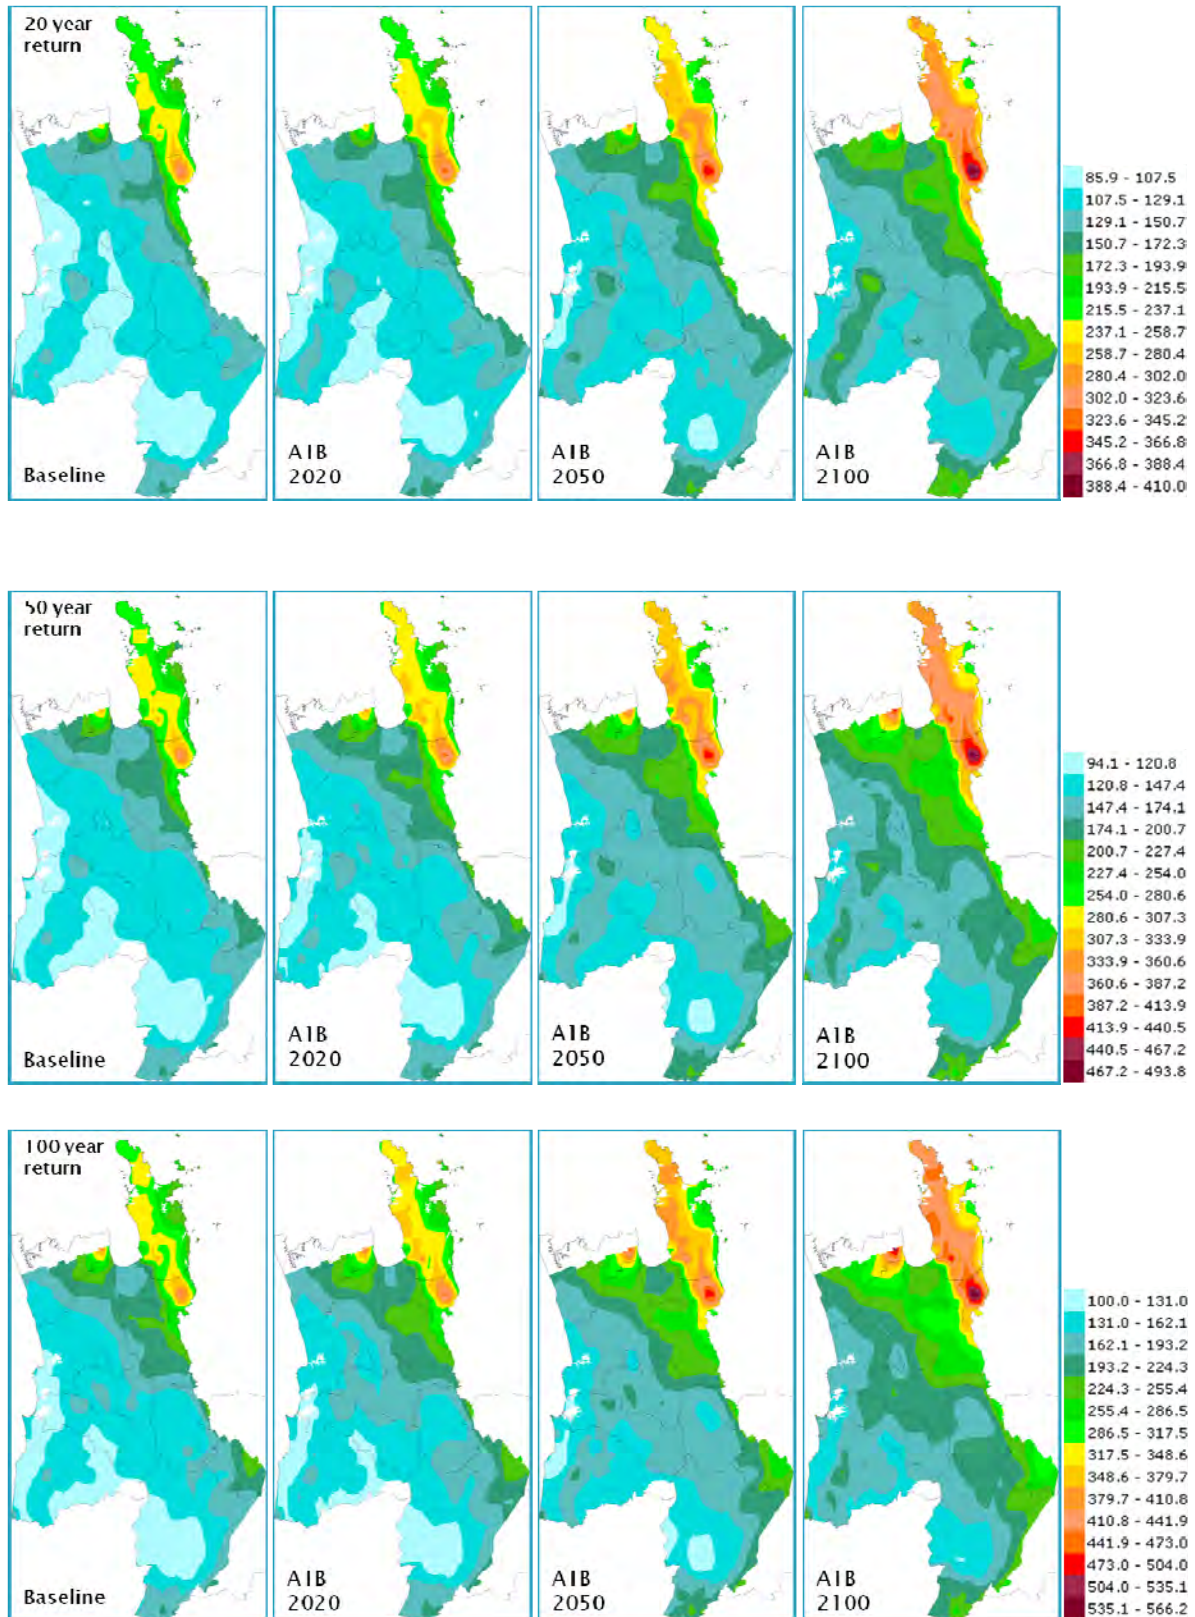 20 year
return
Baseline
A1B
2020
A1B
2050
A1B
2100
85.9 - 107.5
107.5 - 129.1
129.1 - 150.7
150.7 - 172.3
172.3 - 193.9
193.9 - 215.5
215.5 - 237.1
237.1 - 258.7
258.7 - 280.4
280.4 - 302.0
302.0 - 323.6
323.6 - 345.2
345.2 - 366.8
366.8 - 388.4
388.4 - 410.0
50 year
return
Baseline
A1B
2020
A1B
2050
A1B
2100
94.1 - 120.8
120.8 - 147.4
147.4 - 174.1
174.1 - 200.7
200.7 - 227.4
227.4 - 254.0
254.0 - 280.6
280.6 - 307.3
307.3 - 333.9
333.9 - 360.6
360.6 - 387.2
387.2 - 413.9
413.9 - 440.5
440.5 - 467.2
467.2 - 493.8
100 year
return
Baseline
A1B
2020
A1B
2050
A1B
2100
100.0 - 131.0
131.0 - 162.1
162.1 - 193.2
193.2 - 224.3
224.3 - 255.4
255.4 - 286.5
286.5 - 317.5
317.5 - 348.6
348.6 - 379.7
379.7 - 410.8
410.8 - 441.9
441.9 - 473.0
473.0 - 504.0
504.0 - 535.1
535.1 - 566.2